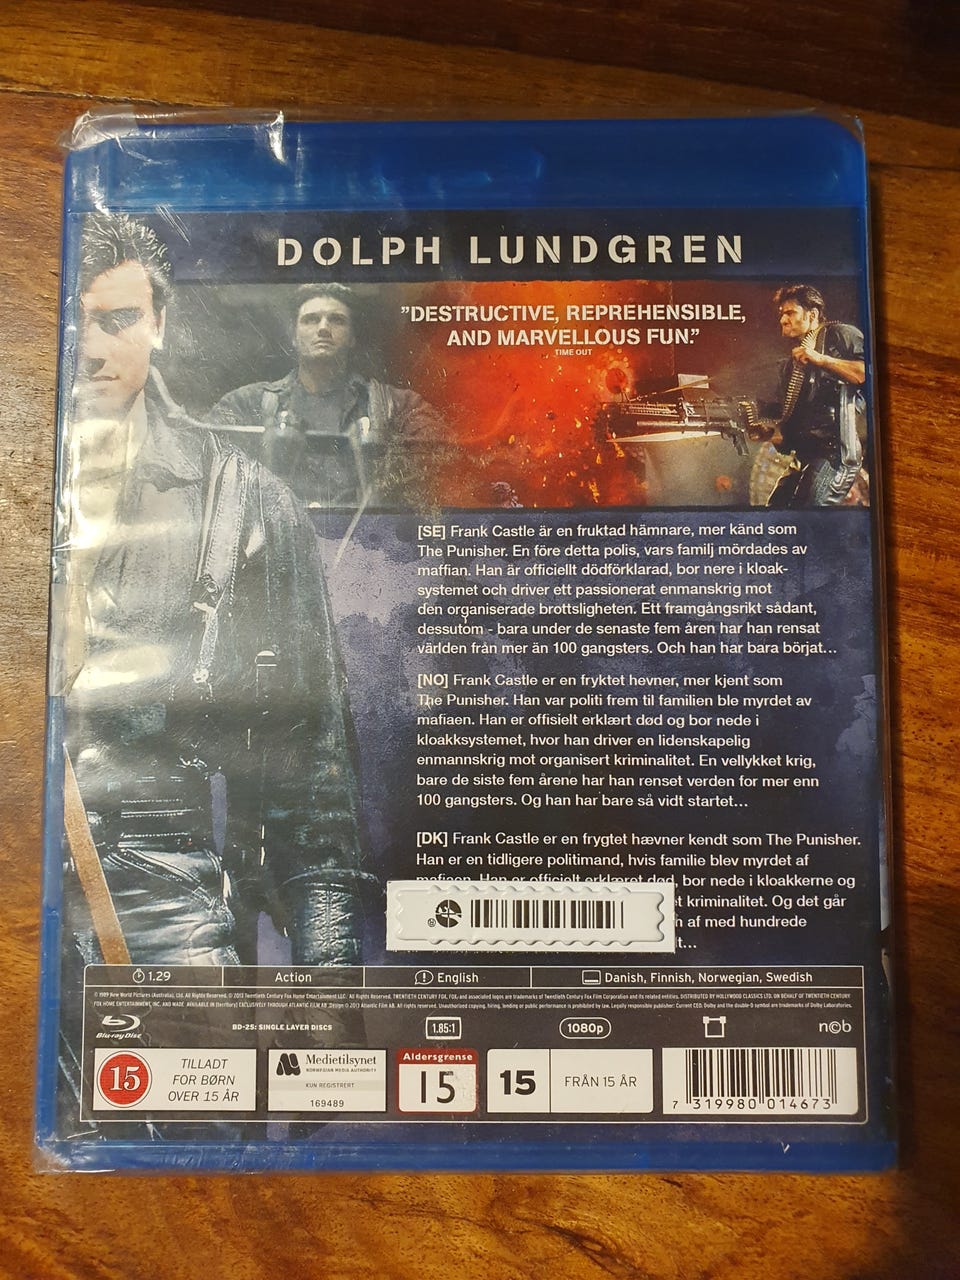 DOLPH LUNDGREN
"DESTRUCTIVE, REPREHENSIBLE,
AND MARVELLOUS FUN."
TIME OUT
[SE] Frank Castle är en fruktad hämnare, mer känd som
The Punisher. En före detta polis, vars familj mördades av
maffian. Han är officiellt dödförklarad, bor nere i kloak-
systemet och driver ett passionerat enmanskrig mot
den organiserade brottsligheten. Ett framgångsrikt sådant,
dessutom - bara under de senaste fem åren har han rensat
världen från mer än 100 gangsters. Och han har bara börjat...
[NO] Frank Castle er en fryktet hevner, mer kjent som
The Punisher. Han var politi frem til familien ble myrdet av
mafiaen. Han er offisielt erklært død og bor nede i
kloakksystemet, hvor han driver en lidenskapelig
enmannskrig mot organisert kriminalitet. En vellykket krig,
bare de siste fem årene har han renset verden for mer enn
100 gangsters. Og han har bare så vidt startet...
[DK] Frank Castle er en frygtet hævner kendt som The Punisher.
Han er en tidligere politimand, hvis familie blev myrdet af
mafiaen. Han er officielt erklæret død, bor nede i kloakkerne og
kriminalitet. Og det går
af med hundrede
1.29
Action
English
Danish, Finnish, Norwegian, Swedish
Blu-ray Disc
BD-25: SINGLE LAYER DISCS
1.85:1
1080p
n©b
15
TILLADT
FOR BØRN
OVER 15 ÅR
Medietilsynet
NORWEGIAN MEDIA AUTHORITY
KUN REGISTRERT
169489
Aldersgrense
15
15
FRÅN 15 ÅR
7 319980 014673